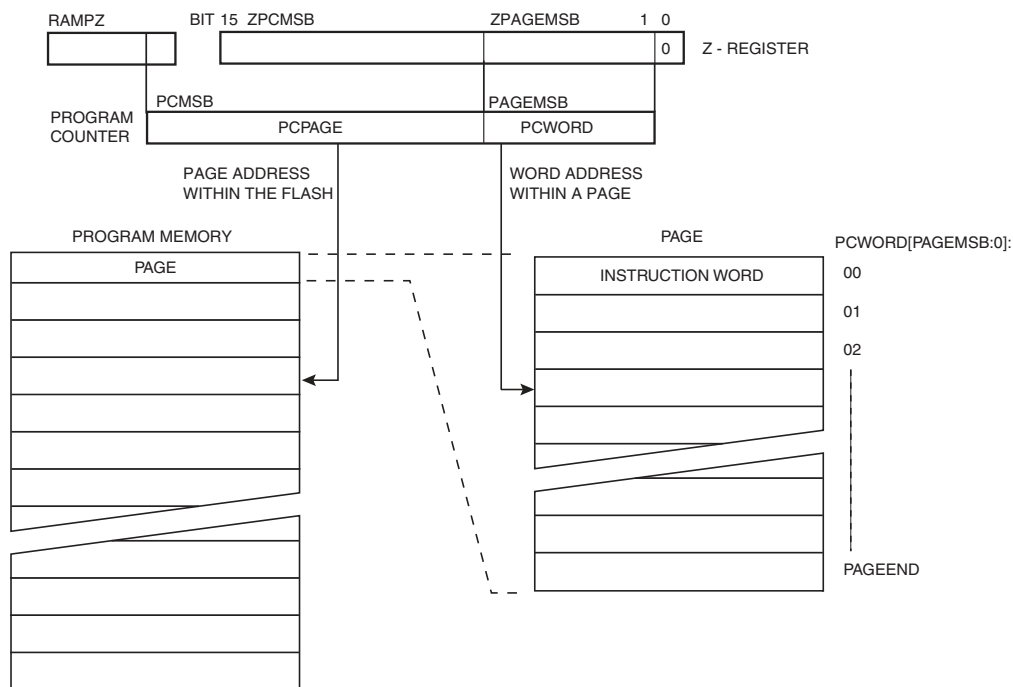 RAMPZ
BIT 15 ZPCMSB ZPAGEMSB 1 0
0 Z - REGISTER
PCMSB PAGEMSB
PROGRAM
COUNTER
PCPAGE PCWORD
PAGE ADDRESS
WITHIN THE FLASH
WORD ADDRESS
WITHIN A PAGE
PROGRAM MEMORY
PAGE
PAGE
PCWORD[PAGEMSB:0]:
INSTRUCTION WORD
00
01
02
PAGEEND